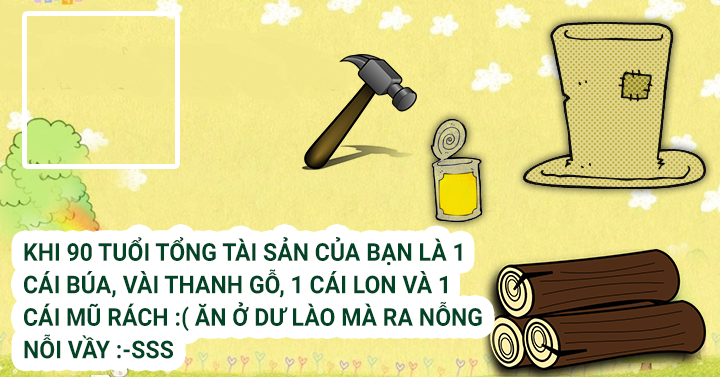 KHI 90 TUỔI TỔNG TÀI SẢN CỦA BẠN LÀ 1
CÁI BÚA, VÀI THANH GỖ, 1 CÁI LON VÀ 1
CÁI MŨ RÁCH :( ĂN Ở DƯ LÀO MÀ RA NỖNG
NỖI VẦY :-SSS